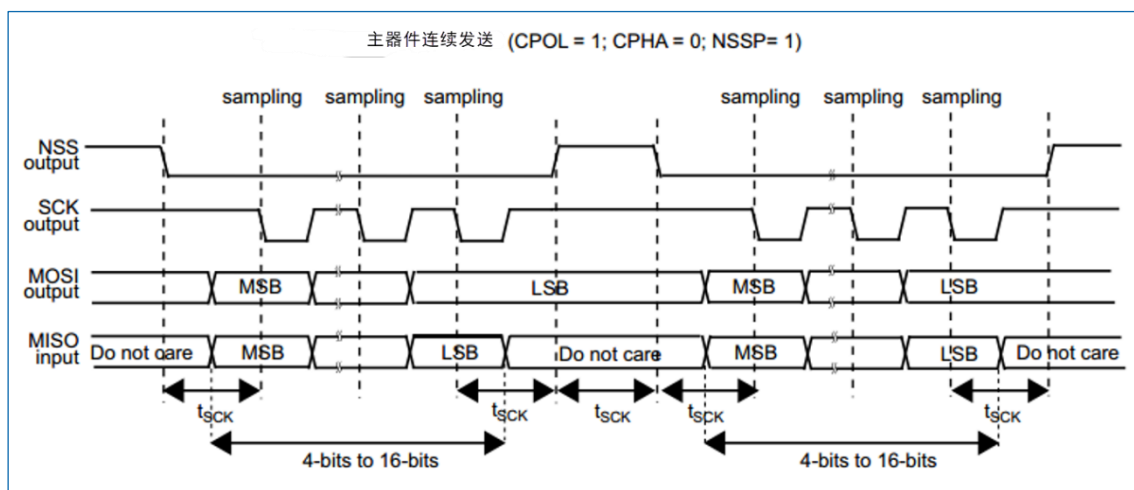 主器件连续发送 (CPOL = 1; CPHA = 0; NSSP= 1)
sampling sampling sampling sampling sampling sampling
NSS
output
SCK
output
MOSI
output
MSB LSB MSB LSB
MISO
input
Do not care MSB LSB Do not care MSB LSB Do not care
tSCK tSCK tSCK tSCK tSCK
4-bits to 16-bits 4-bits to 16-bits